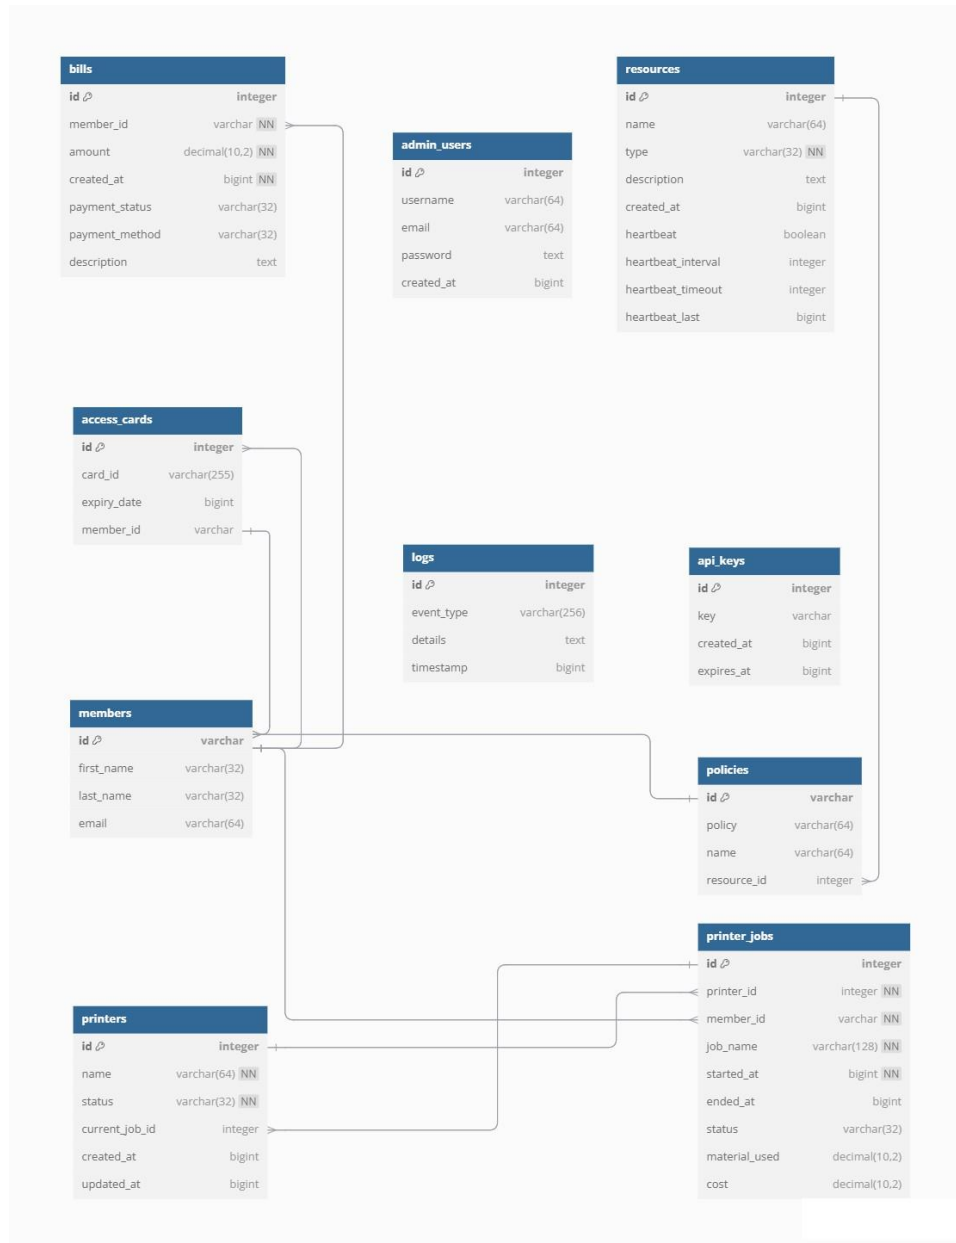 bills
id integer
member_id varchar NN
amount decimal(10,2) NN
created_at bigint NN
payment_status varchar(32)
payment_method varchar(32)
description text
admin_users
id integer
username varchar(64)
email varchar(64)
password text
created_at bigint
resources
id integer
name varchar(64)
type varchar(32) NN
description text
created_at bigint
heartbeat boolean
heartbeat_interval integer
heartbeat_timeout integer
heartbeat_last bigint
access_cards
id integer
card_id varchar(255)
expiry_date bigint
member_id varchar
logs
id integer
event_type varchar(256)
details text
timestamp bigint
api_keys
id integer
key varchar
created_at bigint
expires_at bigint
members
id varchar
first_name varchar(32)
last_name varchar(32)
email varchar(64)
policies
id varchar
policy varchar(64)
name varchar(64)
resource_id integer
printers
id integer
name varchar(64) NN
status varchar(32) NN
current_job_id integer
created_at bigint
updated_at bigint
printer_jobs
id integer
printer_id integer NN
member_id varchar NN
job_name varchar(128) NN
started_at bigint NN
ended_at bigint
status varchar(32)
material_used decimal(10,2)
cost decimal(10,2)